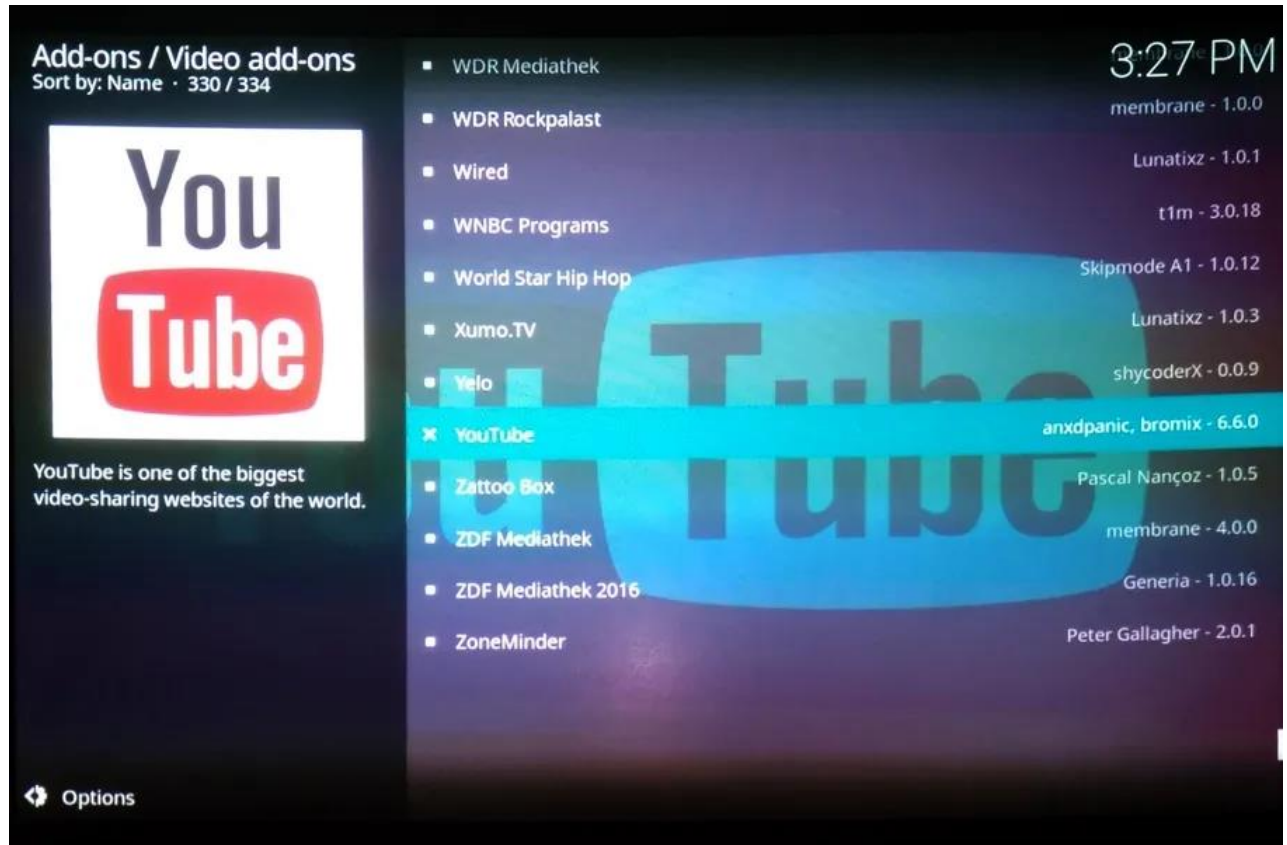 Add-ons / Video add-ons
Sort by: Name · 330 / 334
3:27 PM
You
Tube
YouTube is one of the biggest
video-sharing websites of the world.
Options
WDR Mediathek
WDR Rockpalast membrane - 1.0.0
Wired Lunatixz - 1.0.1
WNBC Programs t1m - 3.0.18
World Star Hip Hop Skipmode A1 - 1.0.12
Xumo.TV Lunatixz - 1.0.3
Yelo shycoderX - 0.0.9
YouTube anxdpanic, bromix - 6.6.0
Zattoo Box Pascal Nançoz - 1.0.5
ZDF Mediathek membrane - 4.0.0
ZDF Mediathek 2016 Generia - 1.0.16
ZoneMinder Peter Gallagher - 2.0.1
u Tube